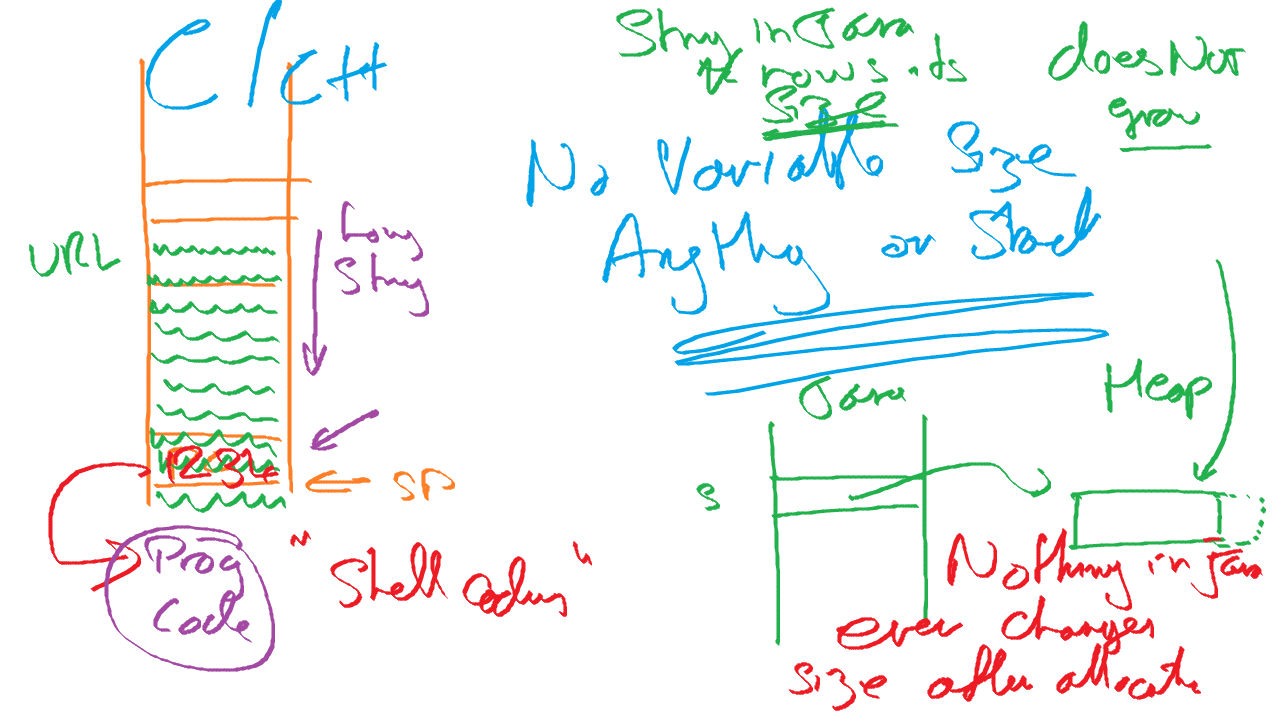 C/C++
String in Java
grows its
size
does Not
grow
No Variable Size
Anything on Stack
URL
Long
String
1234
SP
Prog
Code
"Shell Coding"
Java
Heap
S
Nothing in Java
ever changes
size after allocate